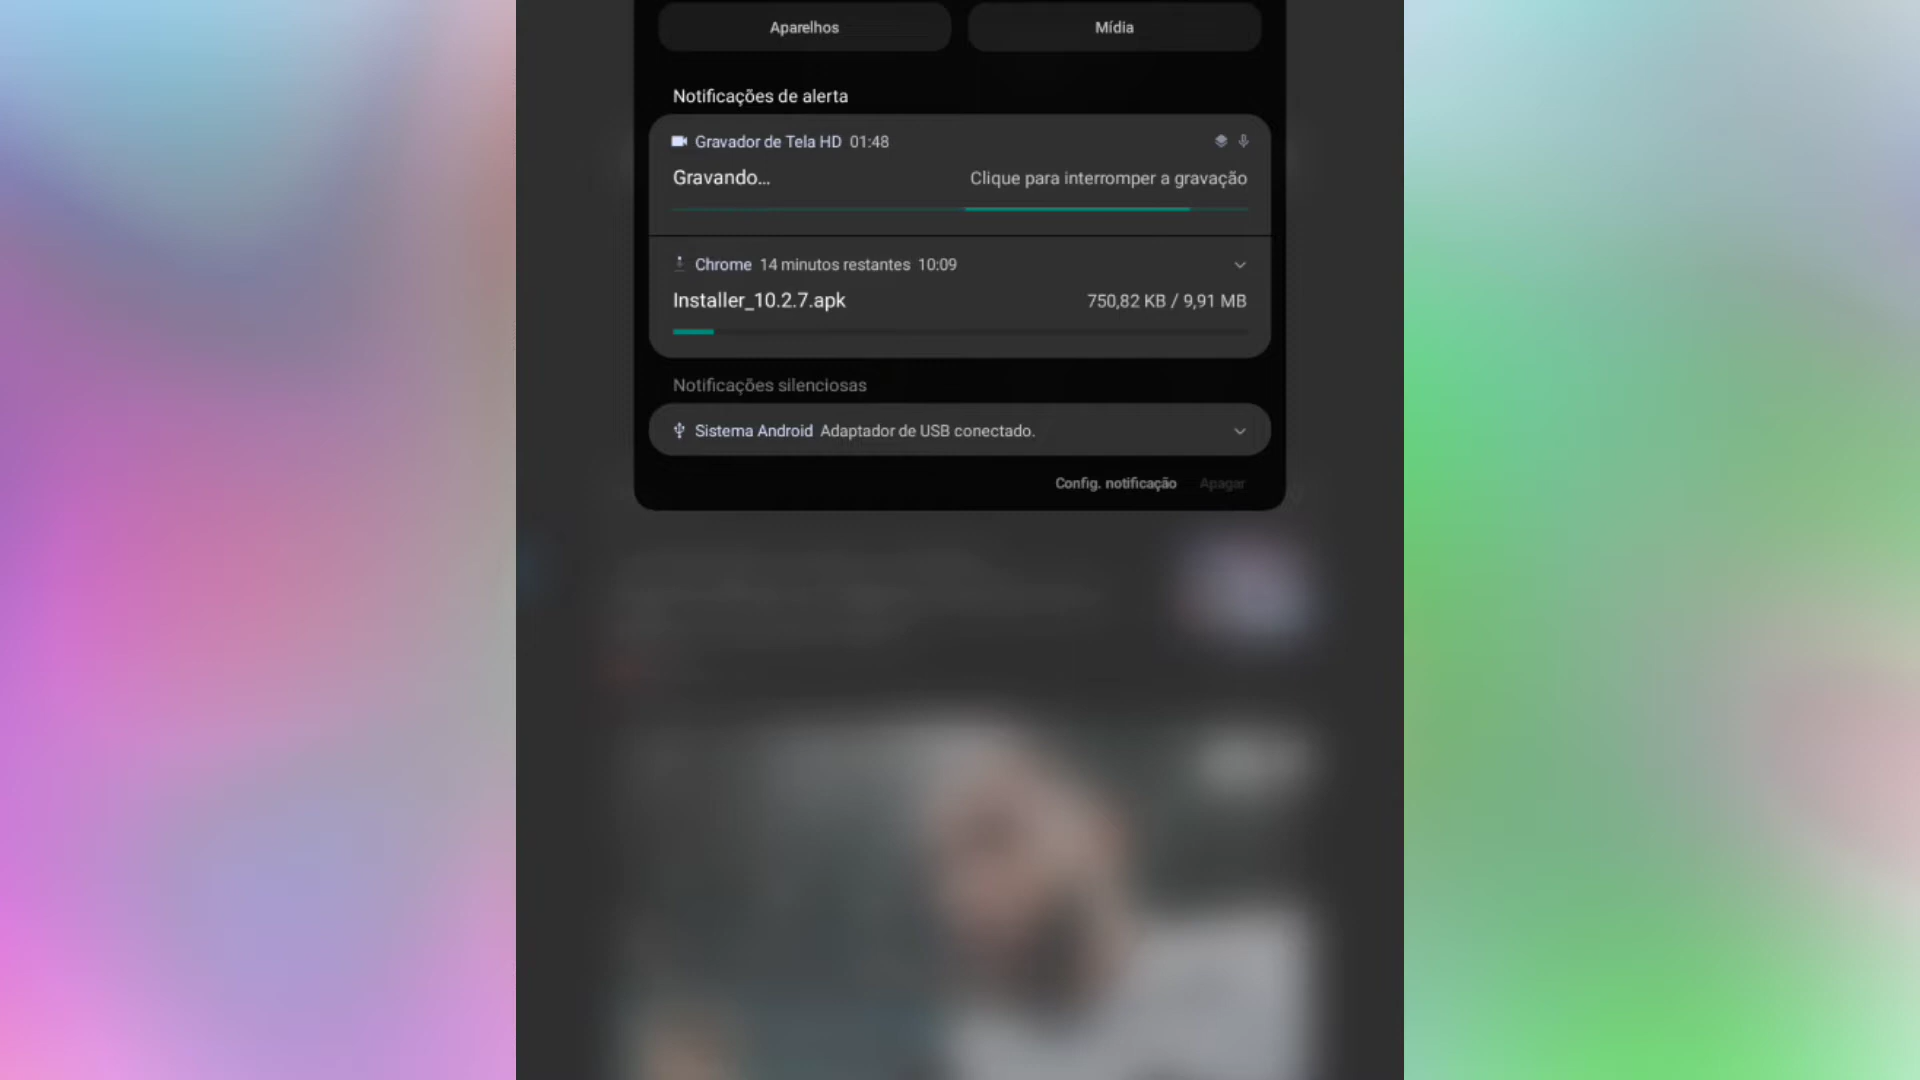 Aparelhos
Mídia
Notificações de alerta
Gravador de Tela HD 01:48
Gravando...
Clique para interromper a gravação
Chrome 14 minutos restantes 10:09
Installer_10.2.7.apk
750,82 KB / 9,91 MB
Notificações silenciosas
Sistema Android Adaptador de USB conectado.
Config. notificação
Apagar